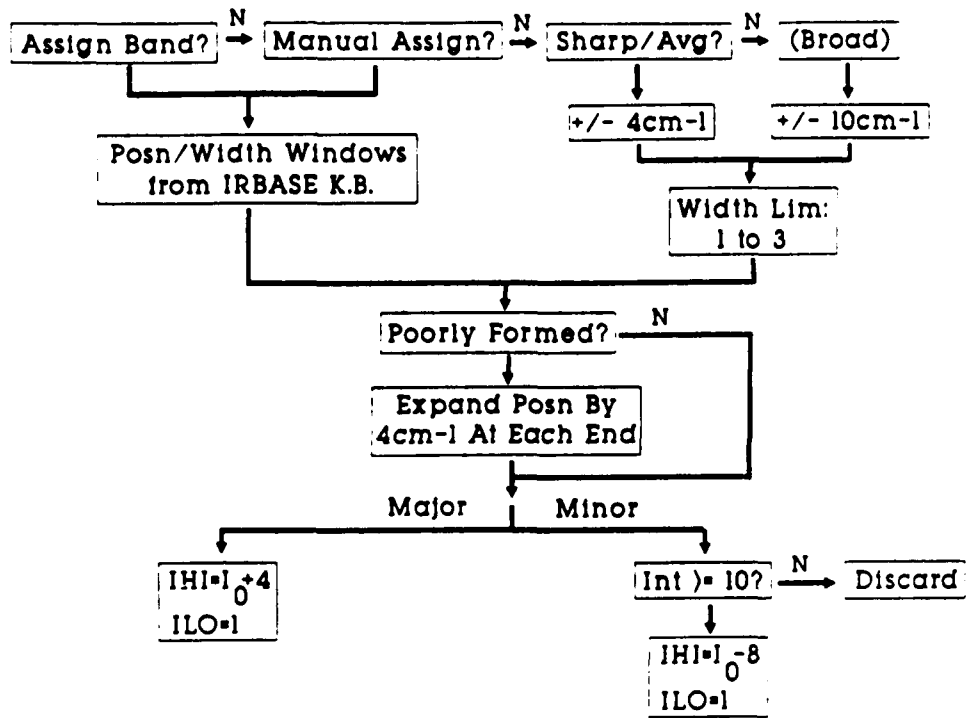 N
N
N
Assign Band?
Manual Assign?
Sharp/Avg?
(Broad)
+/- 4cm-1
+/- 10cm-1
Posn/Width Windows
from IRBASE K.B.
Width Lim:
1 to 3
Poorly Formed?
N
Expand Posn By
4cm-1 At Each End
Major
Minor
IHI=I0+4
ILO=1
Int >= 10?
N
Discard
IHI=I0-8
ILO=1